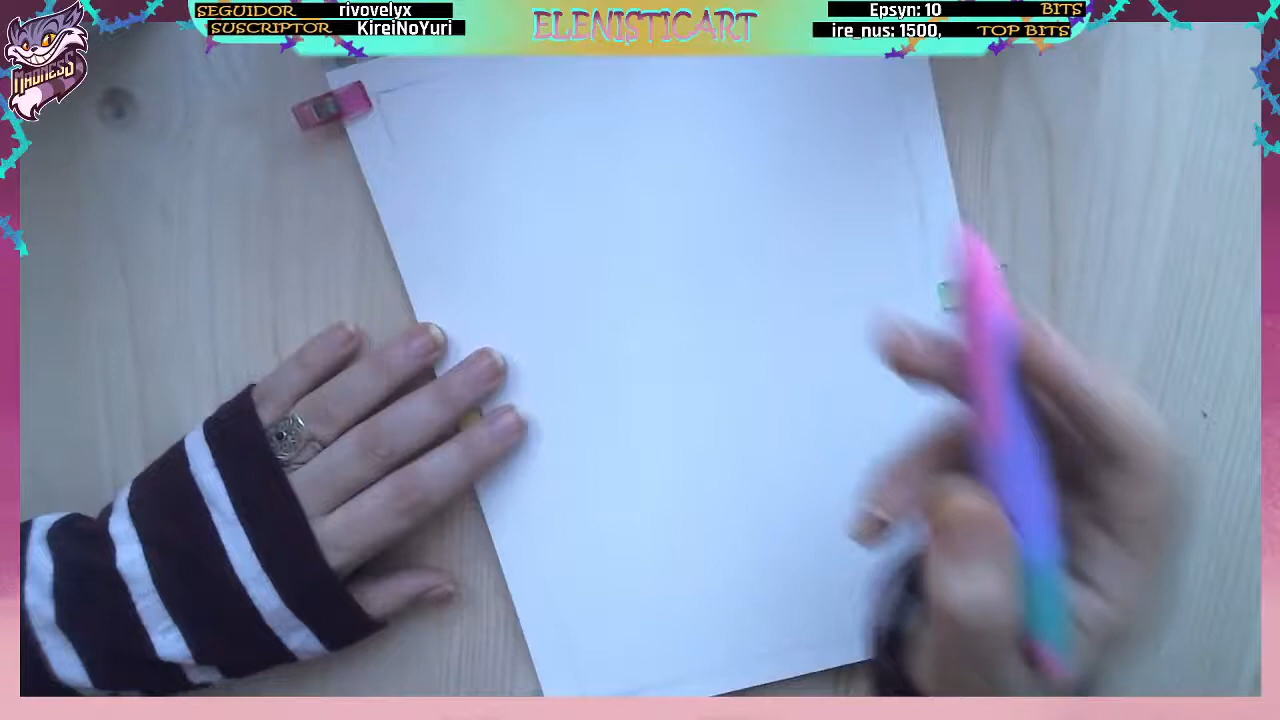 SEGUIDOR rivovelyx
SUSCRIPTOR KireiNoYuri
ELENISTICART
Epsyn: 10 BITS
ire_nus: 1500, TOP BITS
MADNESS